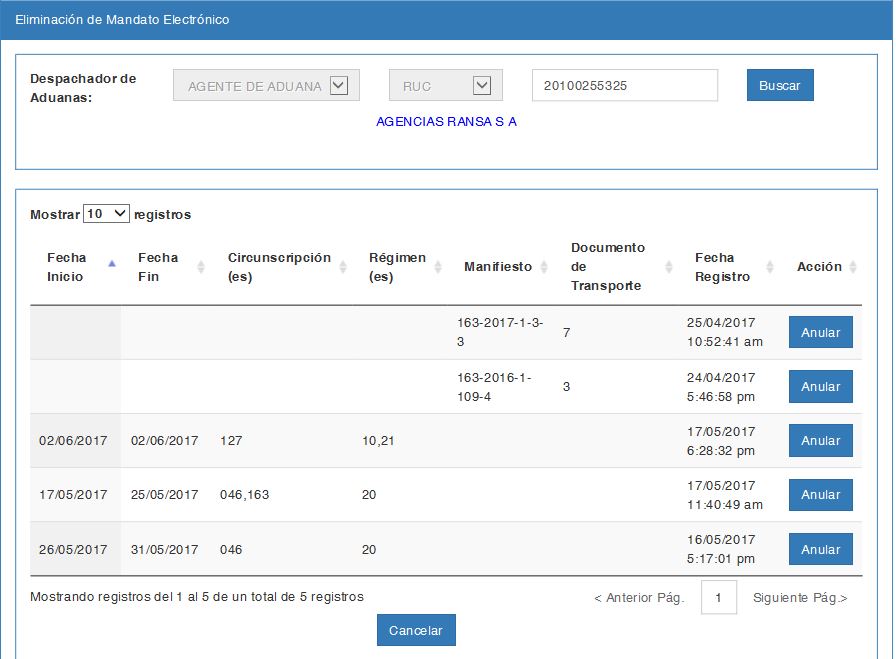 Eliminación de Mandato Electrónico
Despachador de
Aduanas:
AGENTE DE ADUANA
RUC
20100255325
Buscar
AGENCIAS RANSA S A
Mostrar 10 registros
Fecha
Inicio
Fecha
Fin
Circunscripción
(es)
Régimen
(es)
Manifiesto
Documento
de
Transporte
Fecha
Registro
Acción
163-2017-1-3-
3
7
25/04/2017
10:52:41 am
Anular
163-2016-1-
109-4
3
24/04/2017
5:46:58 pm
Anular
02/06/2017
02/06/2017
127
10,21
17/05/2017
6:28:32 pm
Anular
17/05/2017
25/05/2017
046,163
20
17/05/2017
11:40:49 am
Anular
26/05/2017
31/05/2017
046
20
16/05/2017
5:17:01 pm
Anular
Mostrando registros del 1 al 5 de un total de 5 registros
< Anterior Pág.
1
Siguiente Pág.>
Cancelar